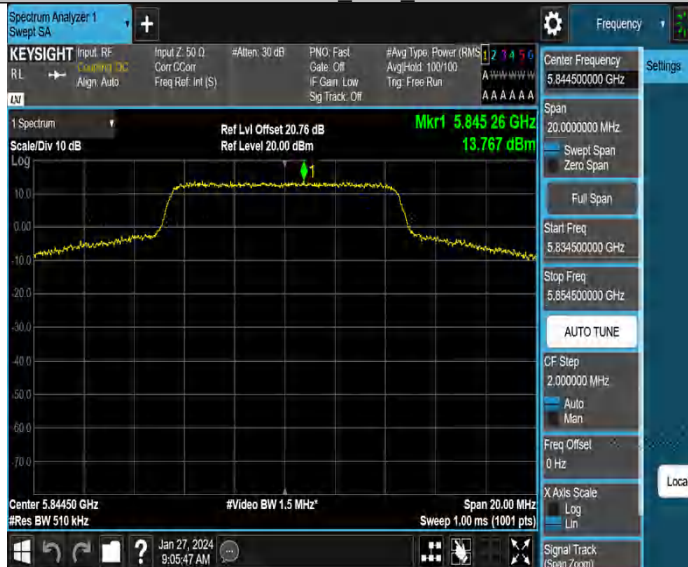 Spectrum Analyzer 1
Swept SA
+
Frequency
KEYSIGHT
RL
LXI
Input: RF
Coupling: DC
Align: Auto
Input Z: 50 Ω
Corr CCorr
Freq Ref: Int (S)
#Atten: 30 dB
PNO: Fast
Gate: Off
IF Gain: Low
Sig Track: Off
#Avg Type: Power (RMS
Avg|Hold: 100/100
Trig: Free Run
1 2 3 4 5 6
A W W W W W
A A A A A A
1 Spectrum
Scale/Div 10 dB
Log
Ref Lvl Offset 20.76 dB
Ref Level 20.00 dBm
Mkr1 5.845 26 GHz
13.767 dBm
1
10.0
0.00
-10.0
-20.0
-30.0
-40.0
-50.0
-60.0
-70.0
Center 5.84450 GHz
#Res BW 510 kHz
#Video BW 1.5 MHz*
Span 20.00 MHz
Sweep 1.00 ms (1001 pts)
?
Jan 27, 2024
9:05:47 AM
Center Frequency
5.844500000 GHz
Settings
Span
20.0000000 MHz
Swept Span
Zero Span
Full Span
Start Freq
5.834500000 GHz
Stop Freq
5.854500000 GHz
AUTO TUNE
CF Step
2.000000 MHz
Auto
Man
Freq Offset
0 Hz
X Axis Scale
Log
Lin
Loca
Signal Track
(Span Zoom)